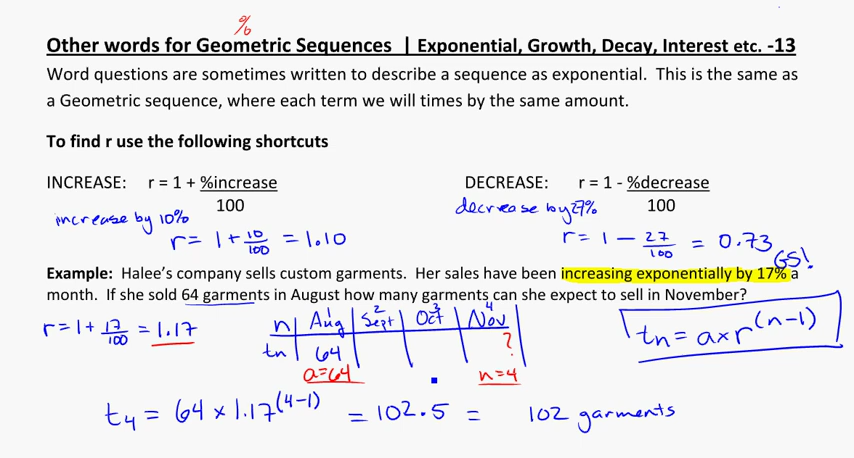 %
Other words for Geometric Sequences | Exponential, Growth, Decay, Interest etc. -13
Word questions are sometimes written to describe a sequence as exponential. This is the same as
a Geometric sequence, where each term we will times by the same amount.
To find r use the following shortcuts
INCREASE: r = 1 + %increase
100
DECREASE: r = 1 - %decrease
100
increase by 10%
r = 1 + 10/100 = 1.10
decrease by 27%
r = 1 - 27/100 = 0.73
GS!
Example: Halee's company sells custom garments. Her sales have been increasing exponentially by 17% a
month. If she sold 64 garments in August how many garments can she expect to sell in November?
r = 1 + 17/100 = 1.17
1 2 3 4
n | Aug | Sept | Oct | Nov
tn | 64 | | | ?
a=64 n=4
tn = a×r^(n-1)
t4 = 64 × 1.17^(4-1) = 102.5 = 102 garments